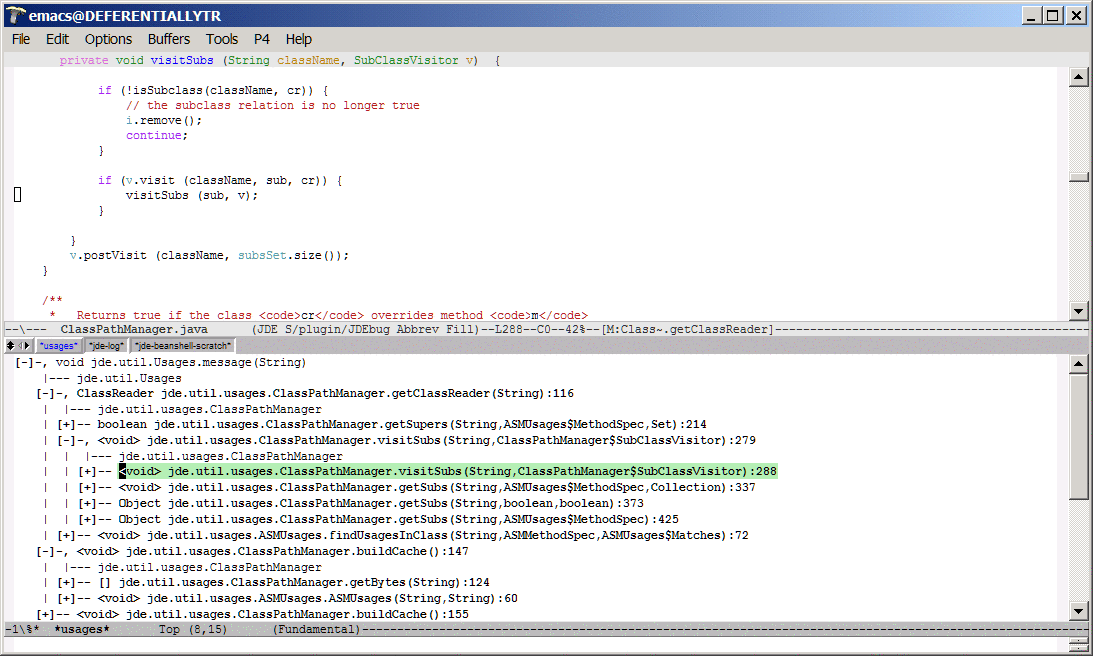 emacs@DEFERENTIALLYTR
File Edit Options Buffers Tools P4 Help
private void visitSubs (String className, SubClassVisitor v)  {
if (!isSubclass(className, cr)) {
// the subclass relation is no longer true
i.remove();
continue;
}
if (v.visit (className, sub, cr)) {
visitSubs (sub, v);
}
}
v.postVisit (className, subsSet.size());
}
/**
*   Returns true if the class <code>cr</code> overrides method <code>m</code>
--\---  ClassPathManager.java      (JDE S/plugin/JDEbug Abbrev Fill)--L288--C0--42%--[M:Class~.getClassReader]--------------------------------------------
*usages* *jde-log* *jde-beanshell-scratch*
[-]-, void jde.util.Usages.message(String)
|--- jde.util.Usages
[-]-, ClassReader jde.util.usages.ClassPathManager.getClassReader(String):116
|  |--- jde.util.usages.ClassPathManager
| [+]-- boolean jde.util.usages.ClassPathManager.getSupers(String,ASMUsages$MethodSpec,Set):214
| [-]-, <void> jde.util.usages.ClassPathManager.visitSubs(String,ClassPathManager$SubClassVisitor):279
|  |  |--- jde.util.usages.ClassPathManager
|  | [+]-- <void> jde.util.usages.ClassPathManager.visitSubs(String,ClassPathManager$SubClassVisitor):288
|  | [+]-- <void> jde.util.usages.ClassPathManager.getSubs(String,ASMUsages$MethodSpec,Collection):337
|  | [+]-- Object jde.util.usages.ClassPathManager.getSubs(String,boolean,boolean):373
|  | [+]-- Object jde.util.usages.ClassPathManager.getSubs(String,ASMUsages$MethodSpec):425
| [+]-- <void> jde.util.usages.ASMUsages.findUsagesInClass(String,ASMMethodSpec,ASMUsages$Matches):72
[-]-, <void> jde.util.usages.ClassPathManager.buildCache():147
|  |--- jde.util.usages.ClassPathManager
| [+]-- [] jde.util.usages.ClassPathManager.getBytes(String):124
| [+]-- <void> jde.util.usages.ASMUsages.ASMUsages(String,String):60
[+]-- <void> jde.util.usages.ClassPathManager.buildCache():155
-1\%*  *usages*       Top (8,15)      (Fundamental)--------------------------------------------